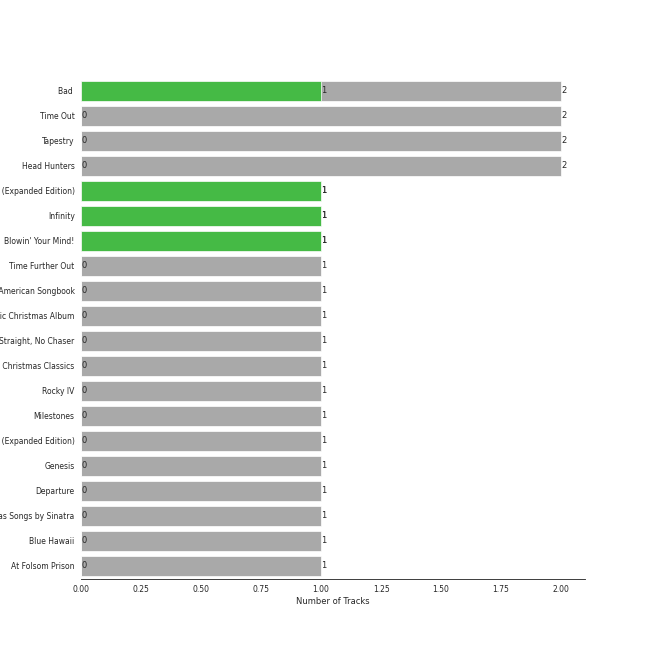 Bad 1 2
Time Out 0 2
Tapestry 0 2
Head Hunters 0 2
(Expanded Edition) 1
Infinity 1
Blowin' Your Mind! 1
Time Further Out 0 1
American Songbook 0 1
ic Christmas Album 0 1
Straight, No Chaser 0 1
Christmas Classics 0 1
Rocky IV 0 1
Milestones 0 1
(Expanded Edition) 0 1
Genesis 0 1
Departure 0 1
as Songs by Sinatra 0 1
Blue Hawaii 0 1
At Folsom Prison 0 1
0.00 0.25 0.50 0.75 1.00 1.25 1.50 1.75 2.00
Number of Tracks